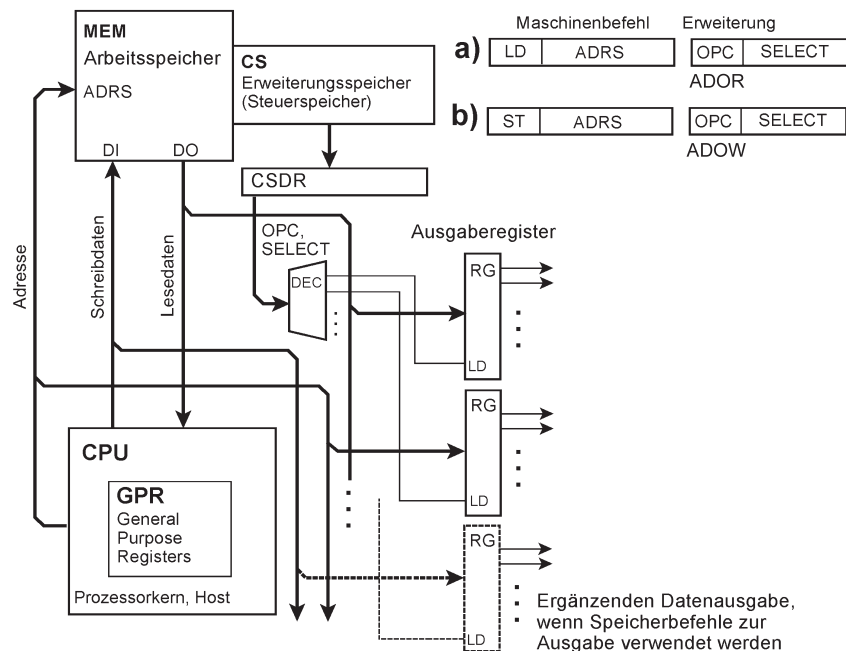 MEM
Arbeitsspeicher
ADRS
DI DO
CS
Erweiterungsspeicher
(Steuerspeicher)
CSDR
Maschinenbefehl Erweiterung
a) LD ADRS OPC SELECT
ADOR
b) ST ADRS OPC SELECT
ADOW
Adresse
Schreibdaten
Lesedaten
OPC,
SELECT
DEC
Ausgaberegister
RG
LD
RG
LD
RG
LD
CPU
GPR
General
Purpose
Registers
Prozessorkern, Host
Ergänzenden Datenausgabe,
wenn Speicherbefehle zur
Ausgabe verwendet werden